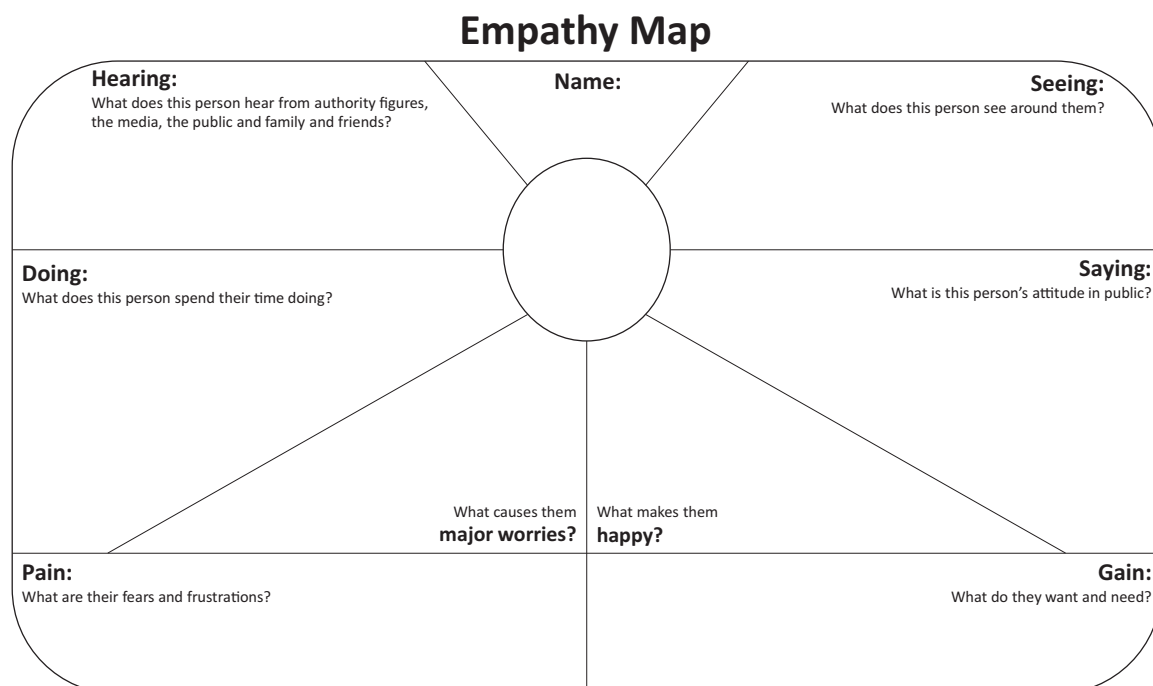 Empathy Map
Hearing:
What does this person hear from authority figures,
the media, the public and family and friends?
Name:
Seeing:
What does this person see around them?
Doing:
What does this person spend their time doing?
Saying:
What is this person’s attitude in public?
What causes them
major worries?
What makes them
happy?
Pain:
What are their fears and frustrations?
Gain:
What do they want and need?